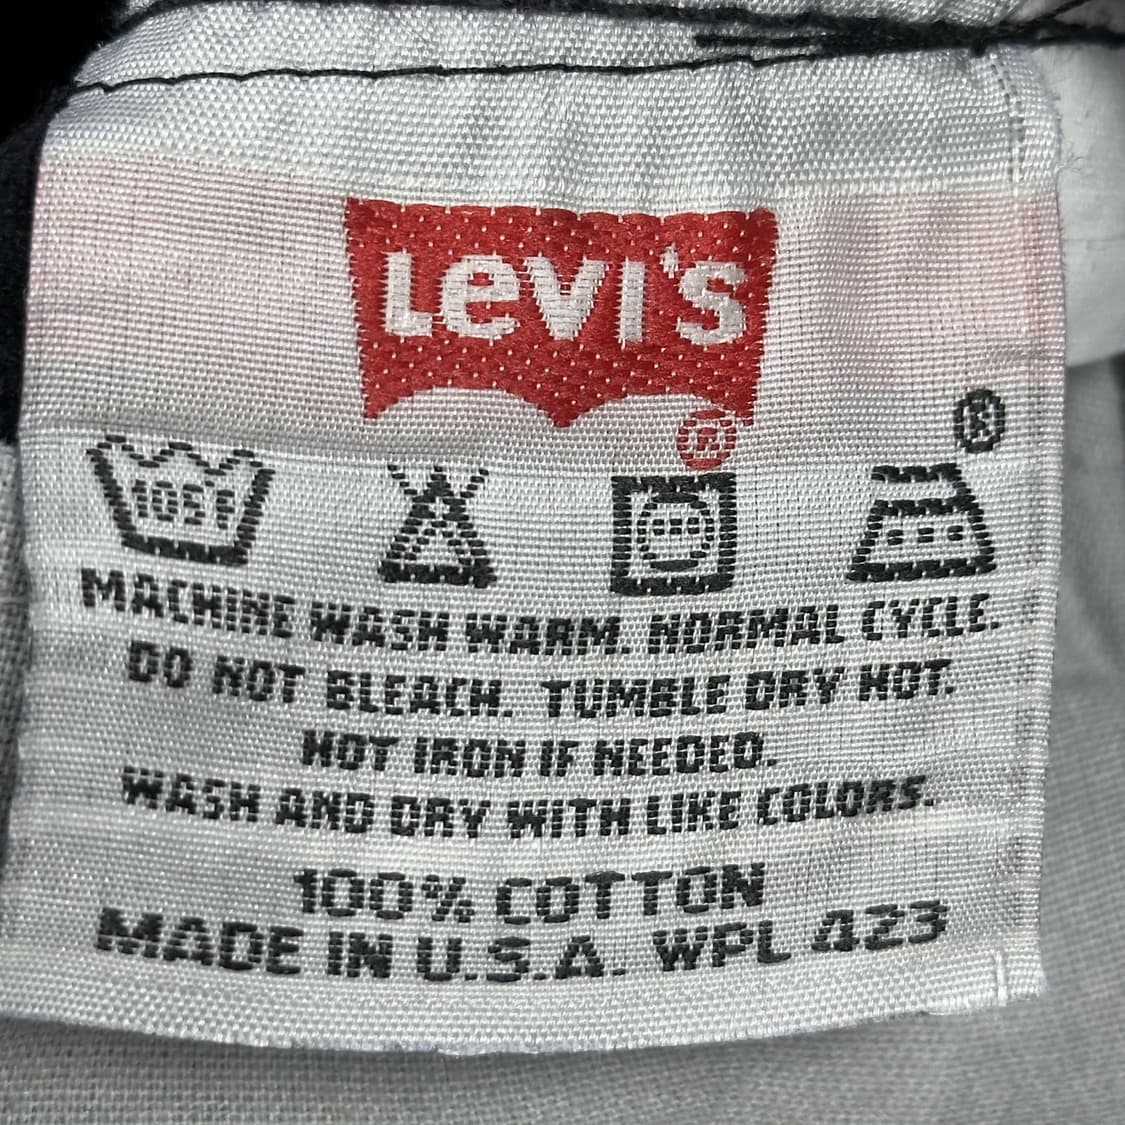 LEVI'S
®
®
105F
MACHINE WASH WARM. NORMAL CYCLE.
DO NOT BLEACH. TUMBLE DRY HOT.
HOT IRON IF NEEDED.
WASH AND DRY WITH LIKE COLORS.
100% COTTON
MADE IN U.S.A. WPL 423